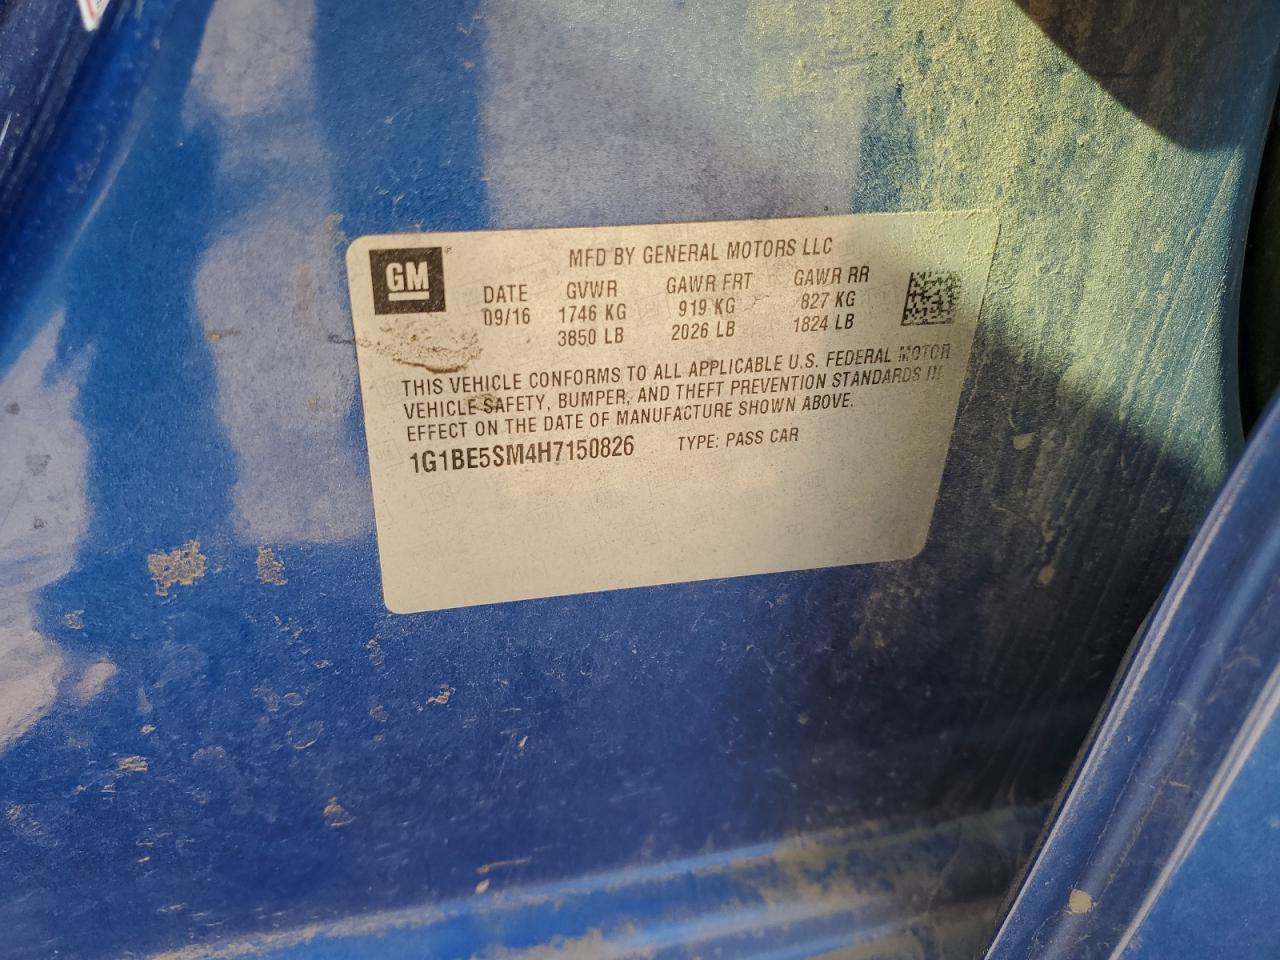 GM
MFD BY GENERAL MOTORS LLC
DATE GVWR GAWR FRT GAWR RR
09/16 1746 KG 919 KG 827 KG
3850 LB 2026 LB 1824 LB
THIS VEHICLE CONFORMS TO ALL APPLICABLE U.S. FEDERAL MOTOR
VEHICLE SAFETY, BUMPER, AND THEFT PREVENTION STANDARDS IN
EFFECT ON THE DATE OF MANUFACTURE SHOWN ABOVE.
1G1BE5SM4H7150826 TYPE: PASS CAR